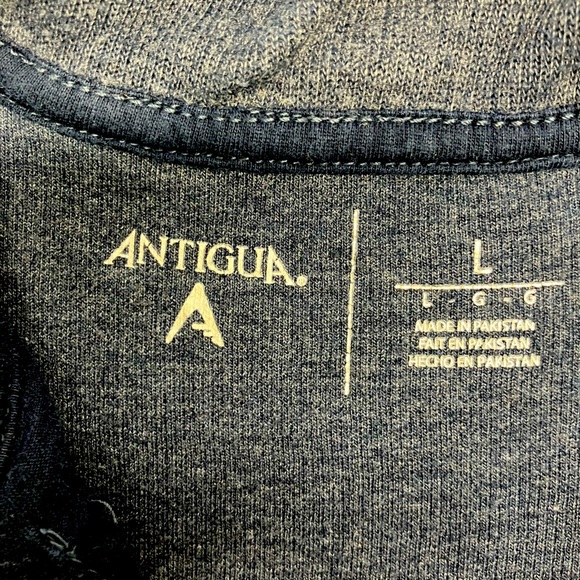 ANTIGUA.
A
L
L - G - G
MADE IN PAKISTAN
FAIT EN PAKISTAN
HECHO EN PAKISTAN